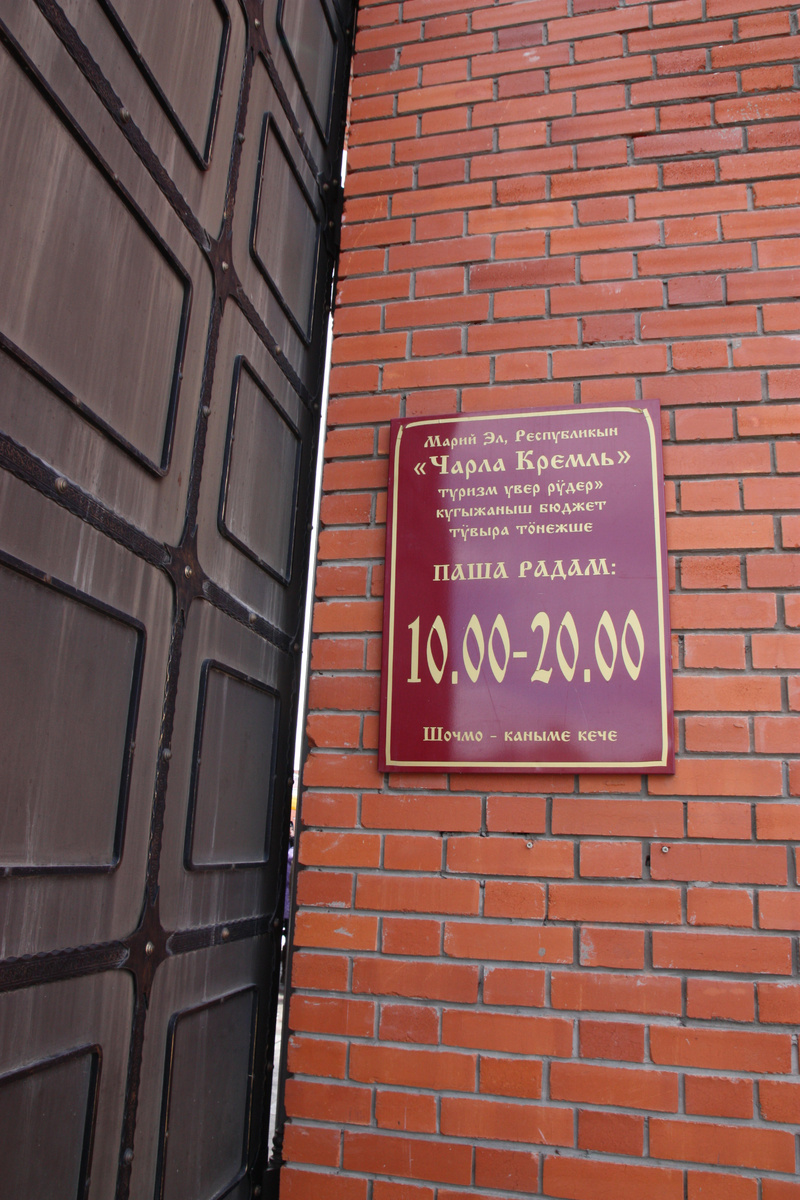 Марий Эл, Республикын
«Чарла Кремль»
туризм увер рӱдер»
кугыжаныш бюджет
тӱвыра тӧнежше
ПАША РАДАМ:
10.00-20.00
Шочмо - каныме кече